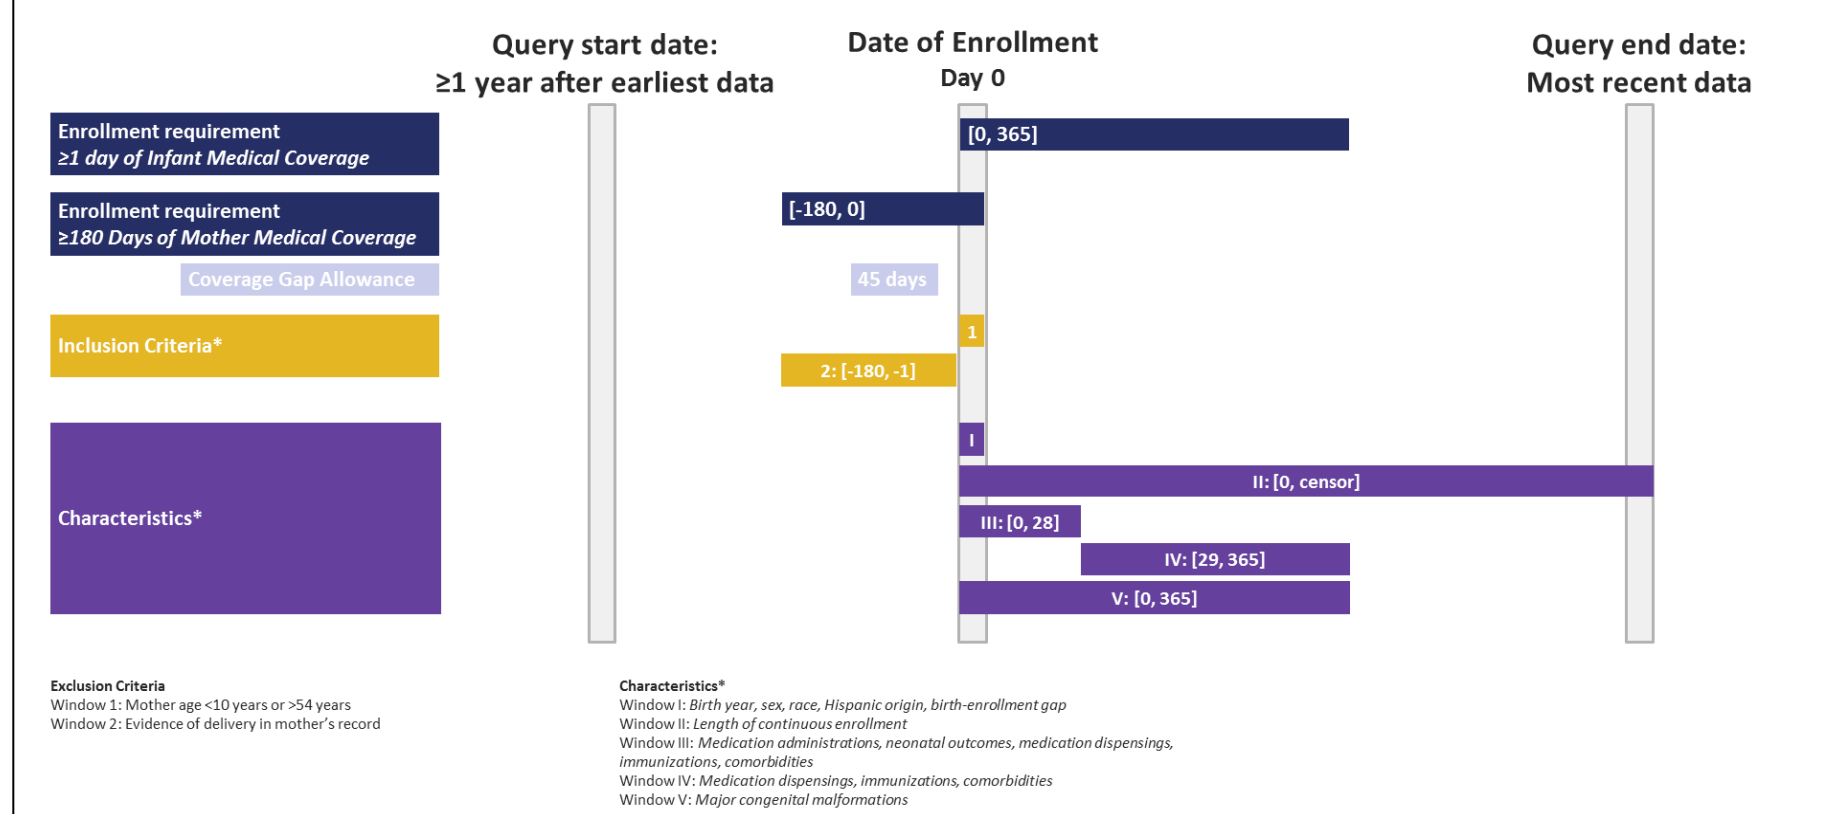 Query start date:
≥1 year after earliest data
Date of Enrollment
Day 0
Query end date:
Most recent data
Enrollment requirement
≥1 day of Infant Medical Coverage
[0, 365]
Enrollment requirement
≥180 Days of Mother Medical Coverage
[-180, 0]
Coverage Gap Allowance
45 days
Inclusion Criteria*
1
2: [-180, -1]
Characteristics*
I
II: [0, censor]
III: [0, 28]
IV: [29, 365]
V: [0, 365]
Exclusion Criteria
Window 1: Mother age <10 years or >54 years
Window 2: Evidence of delivery in mother’s record
Characteristics*
Window I: Birth year, sex, race, Hispanic origin, birth-enrollment gap
Window II: Length of continuous enrollment
Window III: Medication administrations, neonatal outcomes, medication dispensings,
immunizations, comorbidities
Window IV: Medication dispensings, immunizations, comorbidities
Window V: Major congenital malformations